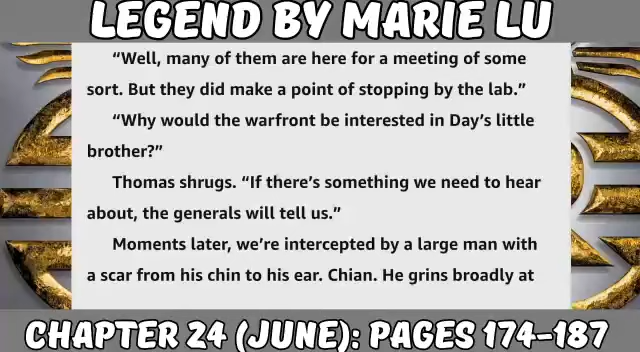 LEGEND BY MARIE LU
“Well, many of them are here for a meeting of some
sort. But they did make a point of stopping by the lab.”
“Why would the warfront be interested in Day’s little
brother?”
Thomas shrugs. “If there’s something we need to hear
about, the generals will tell us.”
Moments later, we’re intercepted by a large man with
a scar from his chin to his ear. Chian. He grins broadly at
CHAPTER 24 (JUNE): PAGES 174-187